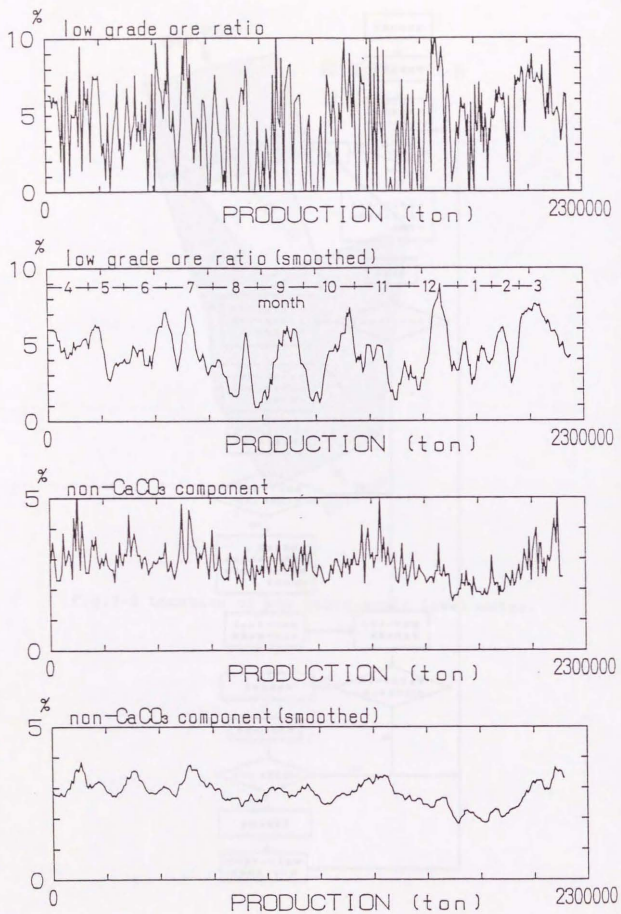 % low grade ore ratio
10
5
0
0 PRODUCTION (ton) 2300000
% low grade ore ratio (smoothed)
10
4 5 6 7 8 9 10 11 12 1 2 3
month
5
0
0 PRODUCTION (ton) 2300000
% non-CaCO₃ component
5
0
0 PRODUCTION (ton) 2300000
% non-CaCO₃ component (smoothed)
5
0
0 PRODUCTION (ton) 2300000